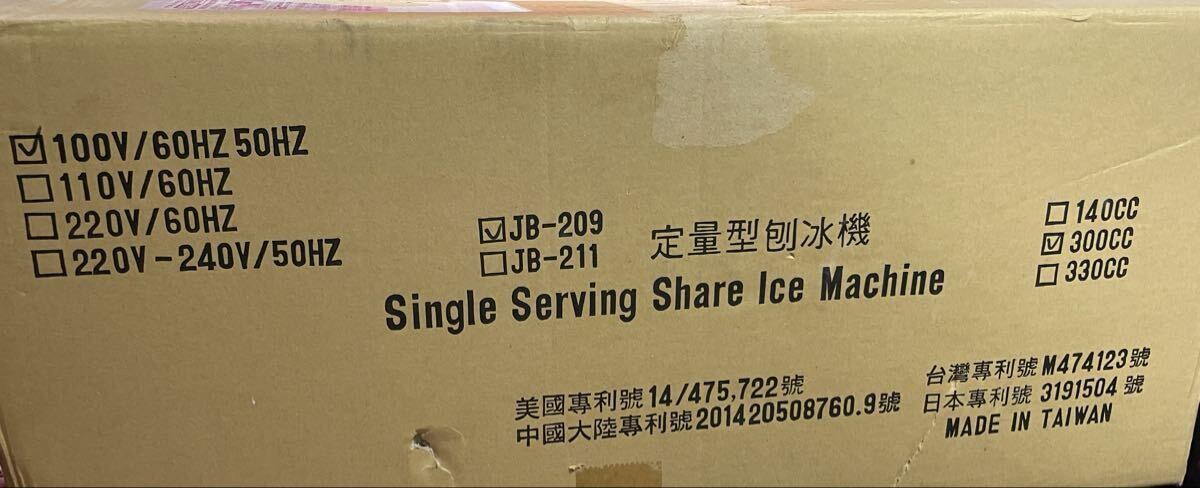 ☑100V/60HZ 50HZ
☐110V/60HZ
☐220V/60HZ
☐220V-240V/50HZ
☑JB-209
☐JB-211
定量型刨冰機
☐140CC
☑300CC
☐330CC
Single Serving Share Ice Machine
美國專利號14/475,722號
中國大陸專利號201420508760.9號
台灣專利號M474123號
日本專利號 3191504 號
MADE IN TAIWAN